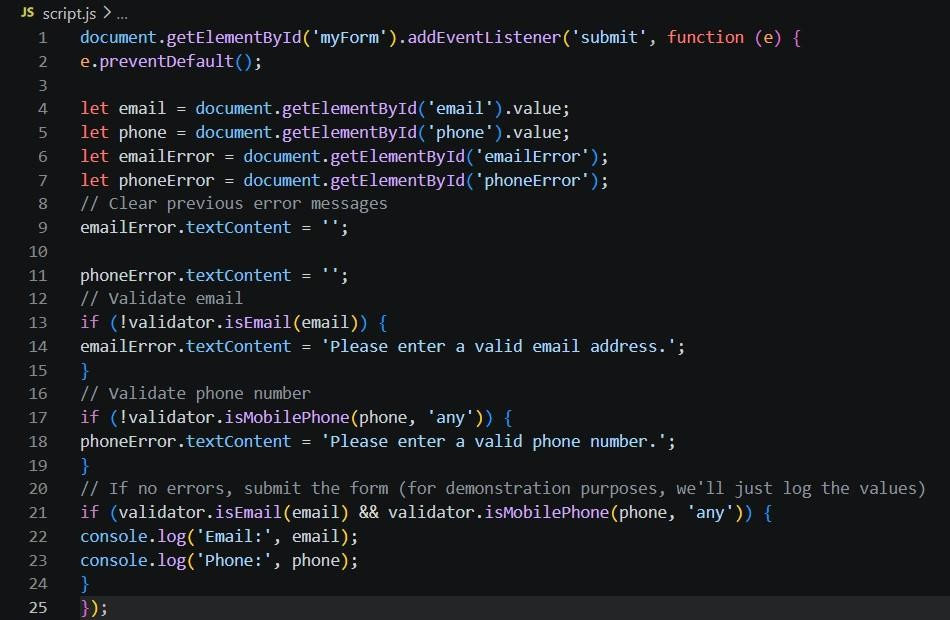 JS script.js > ...
1 document.getElementById('myForm').addEventListener('submit', function (e) {
2 e.preventDefault();
3
4 let email = document.getElementById('email').value;
5 let phone = document.getElementById('phone').value;
6 let emailError = document.getElementById('emailError');
7 let phoneError = document.getElementById('phoneError');
8 // Clear previous error messages
9 emailError.textContent = '';
10
11 phoneError.textContent = '';
12 // Validate email
13 if (!validator.isEmail(email)) {
14 emailError.textContent = 'Please enter a valid email address.';
15 }
16 // Validate phone number
17 if (!validator.isMobilePhone(phone, 'any')) {
18 phoneError.textContent = 'Please enter a valid phone number.';
19 }
20 // If no errors, submit the form (for demonstration purposes, we'll just log the values)
21 if (validator.isEmail(email) && validator.isMobilePhone(phone, 'any')) {
22 console.log('Email:', email);
23 console.log('Phone:', phone);
24 }
25 });